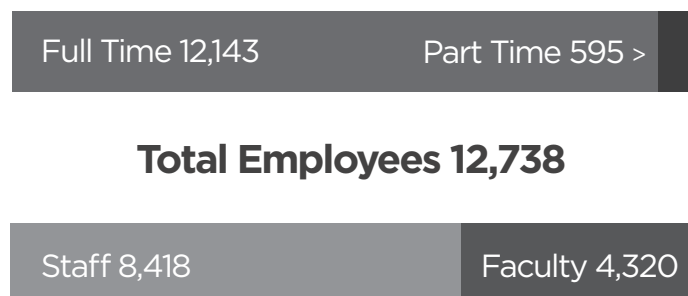 Full Time 12,143 Part Time 595 >
Total Employees 12,738
Staff 8,418 Faculty 4,320